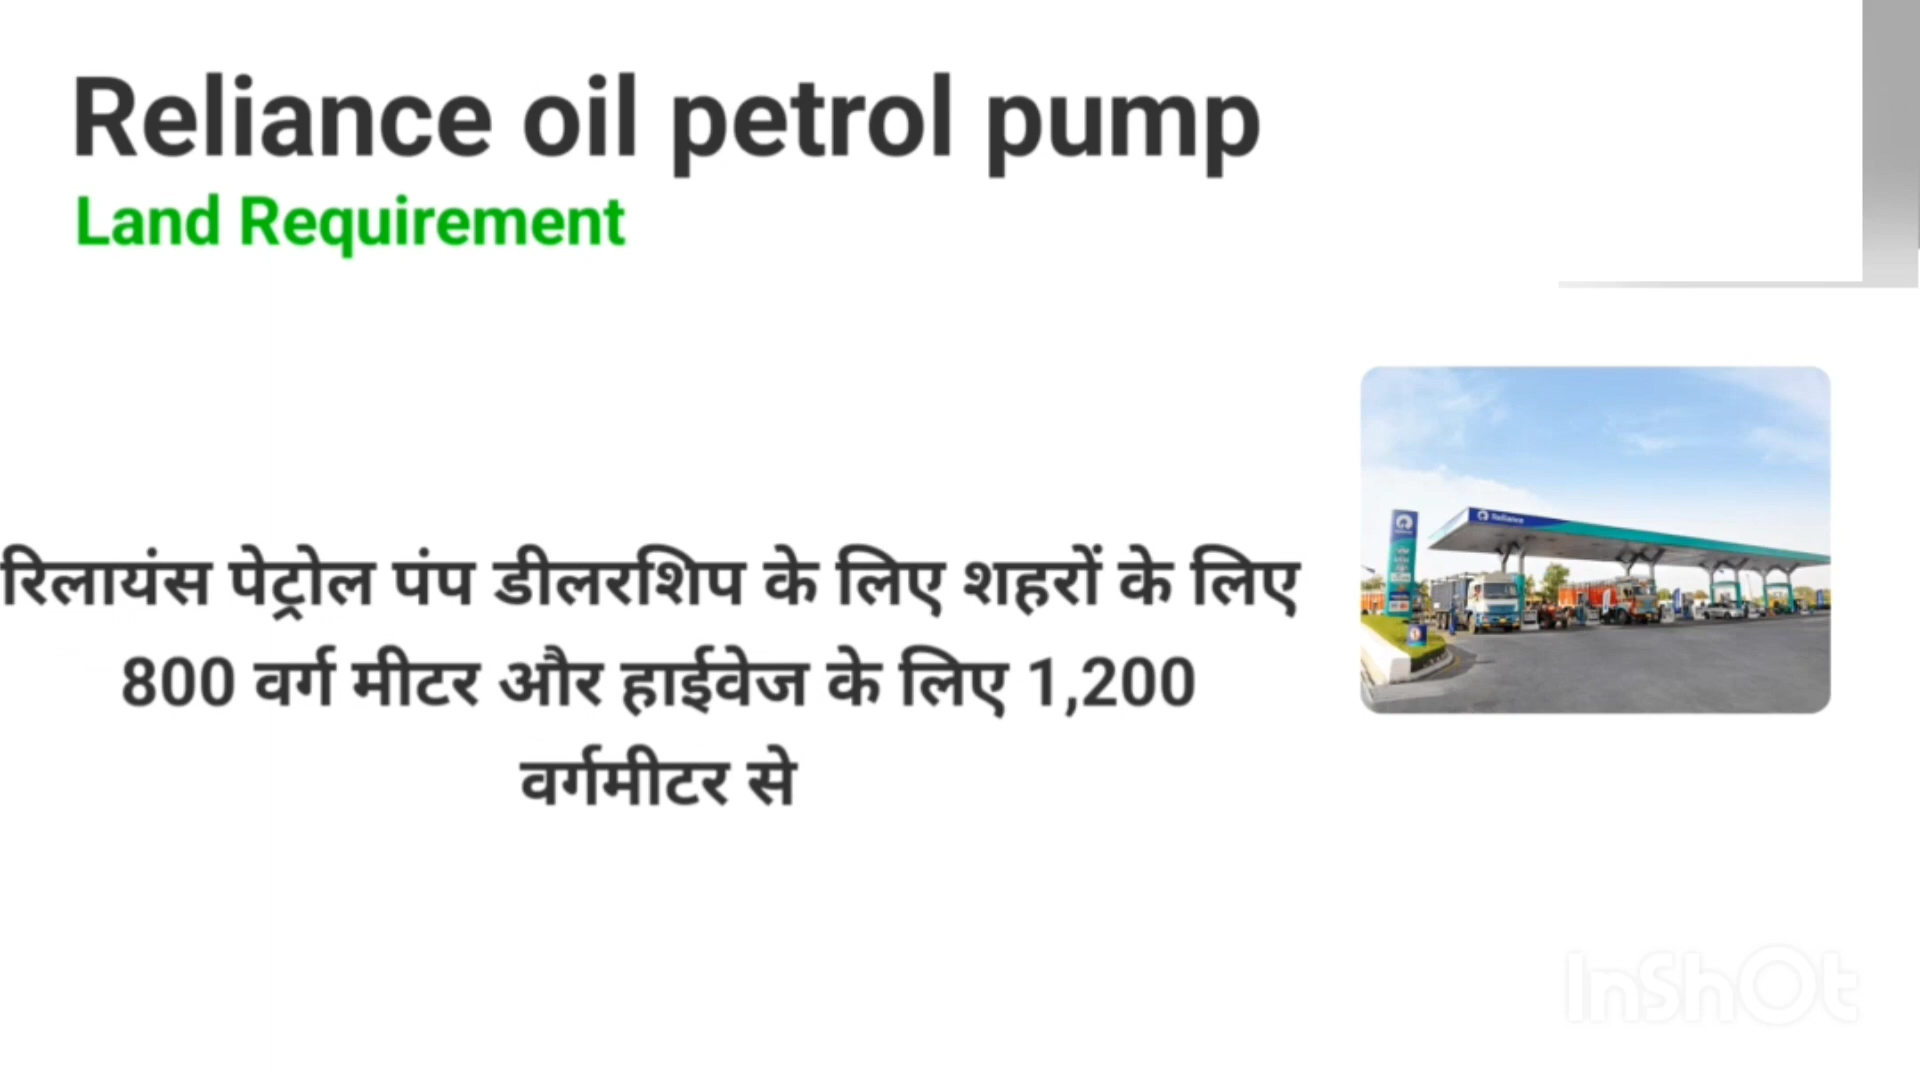 Reliance oil petrol pump
Land Requirement
रिलायंस पेट्रोल पंप डीलरशिप के लिए शहरों के लिए
800 वर्ग मीटर और हाईवेज के लिए 1,200
वर्गमीटर से
Reliance
InShOt